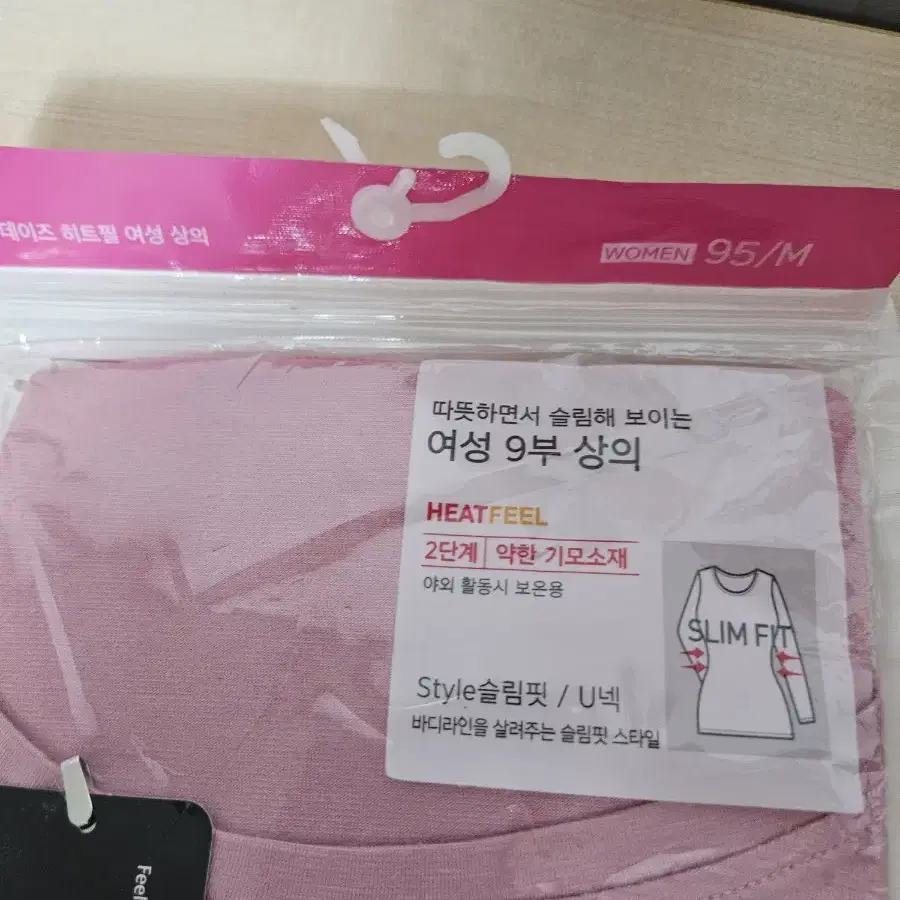 데이즈 히트필 여성 상의
WOMEN 95/M
따뜻하면서 슬림해 보이는
여성 9부 상의
HEATFEEL
2단계 | 약한 기모소재
야외 활동시 보온용
SLIM FIT
Style슬림핏 / U넥
바디라인을 살려주는 슬림핏 스타일
Feel